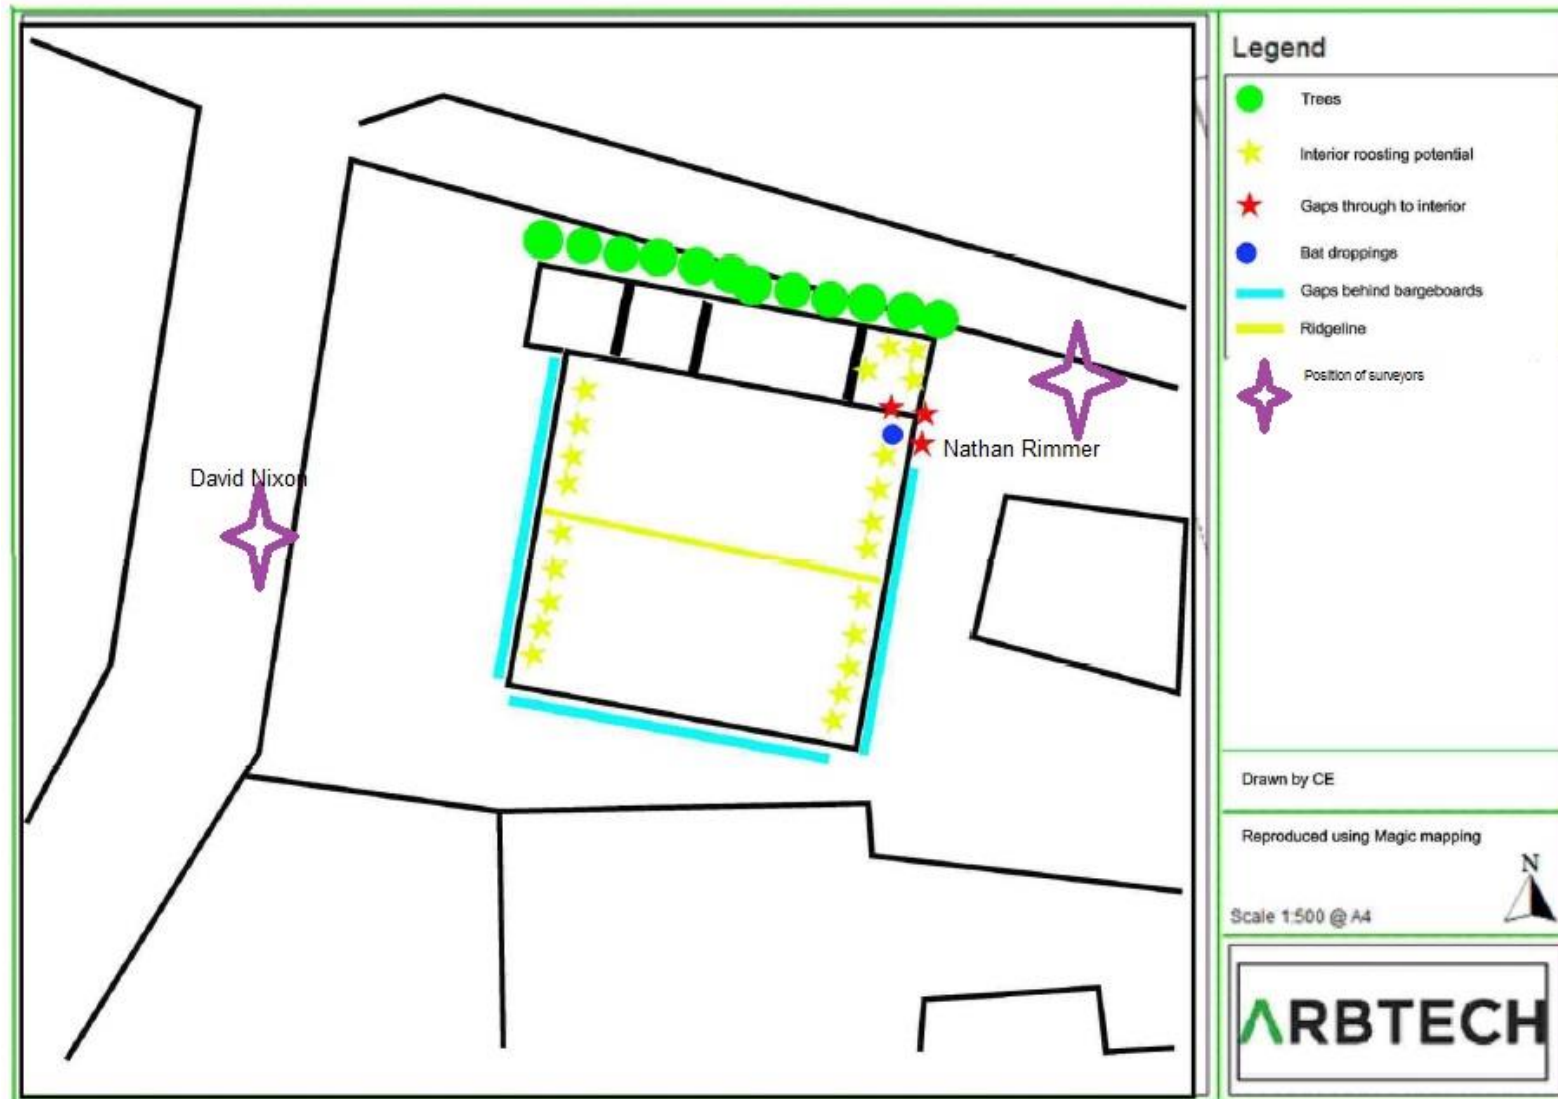 Legend
Trees
Interior roosting potential
Gaps through to interior
Bat droppings
Gaps behind bargeboards
Ridgeline
Position of surveyors
David Nixon
Nathan Rimmer
Drawn by CE
Reproduced using Magic mapping
N
Scale 1:500 @ A4
ARBTECH